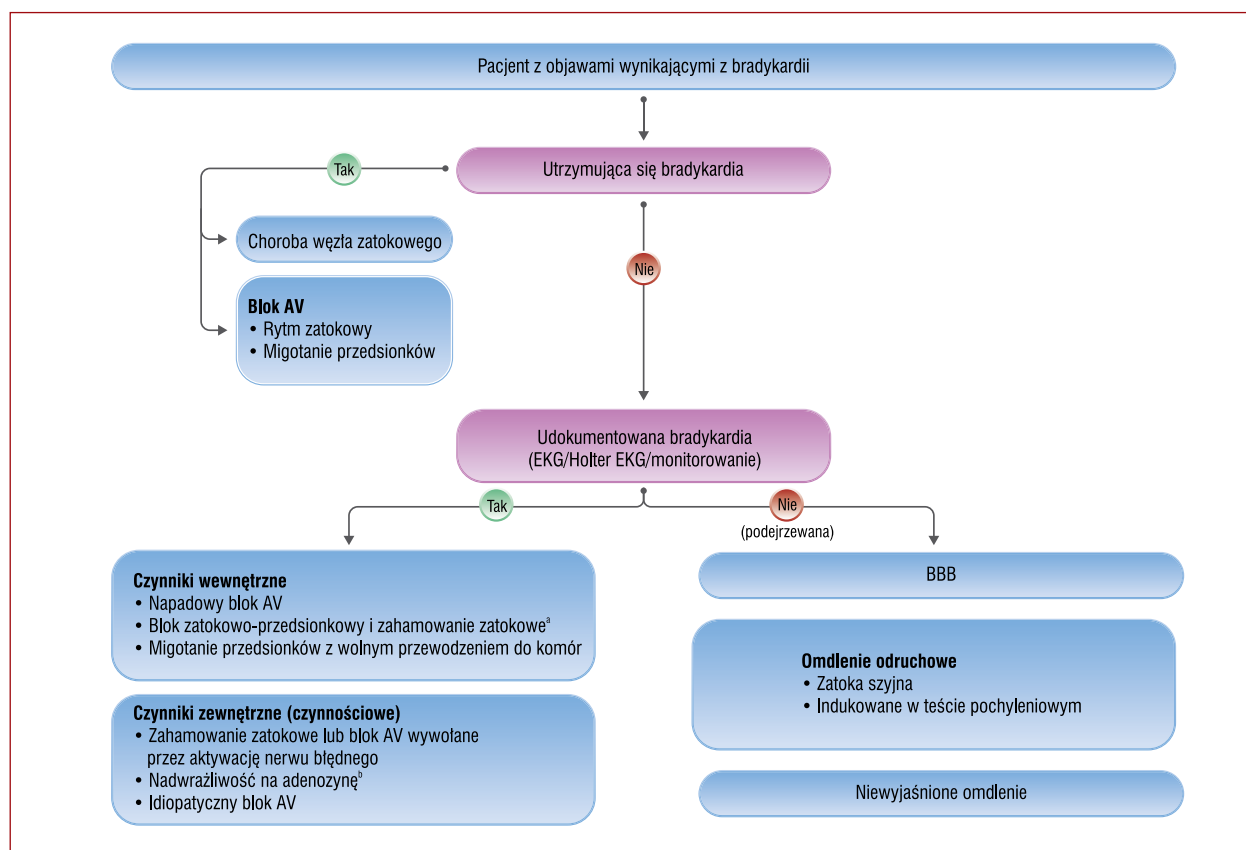 Pacjent z objawami wynikającymi z bradykardii
Tak
Utrzymująca się bradykardia
Choroba węzła zatokowego
Nie
Blok AV
• Rytm zatokowy
• Migotanie przedsionków
Udokumentowana bradykardia
(EKG/Holter EKG/monitorowanie)
Tak
Nie
(podejrzewana)
Czynniki wewnętrzne
• Napadowy blok AV
• Blok zatokowo-przedsionkowy i zahamowanie zatokoweᵃ
• Migotanie przedsionków z wolnym przewodzeniem do komór
Czynniki zewnętrzne (czynnościowe)
• Zahamowanie zatokowe lub blok AV wywołane
przez aktywację nerwu błędnego
• Nadwrażliwość na adenozynęᵇ
• Idiopatyczny blok AV
BBB
Omdlenie odruchowe
• Zatoka szyjna
• Indukowane w teście pochyleniowym
Niewyjaśnione omdlenie